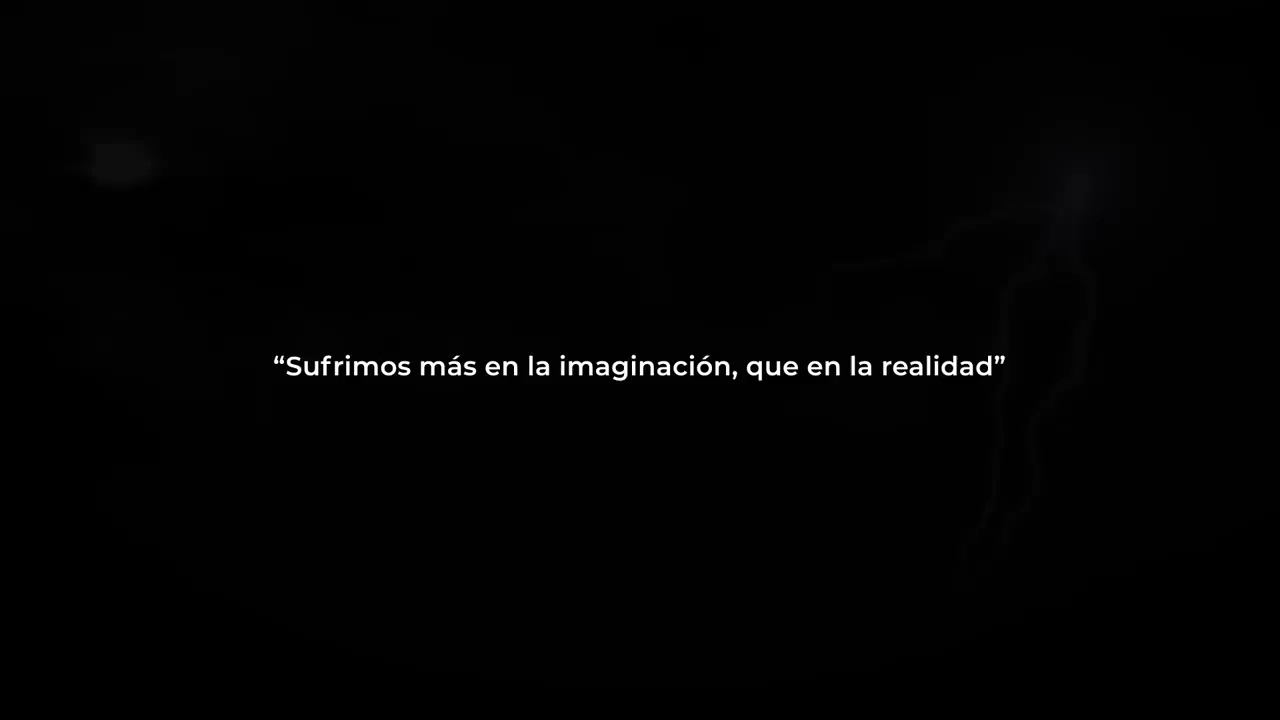 “Sufrimos más en la imaginación, que en la realidad”